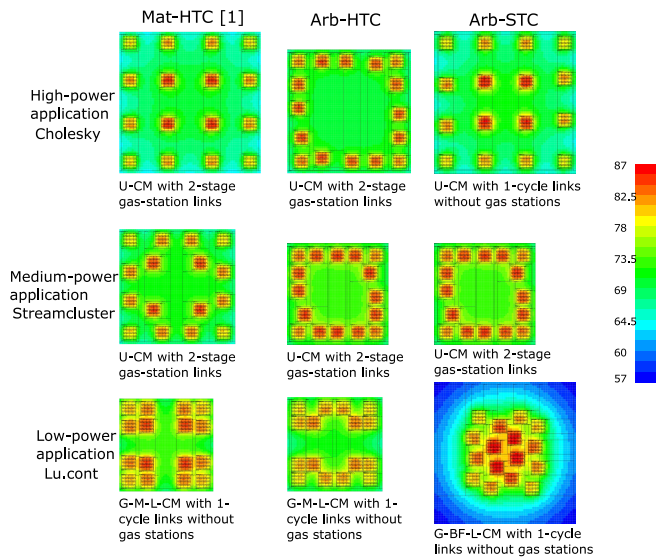 Mat-HTC [1]
Arb-HTC
Arb-STC
High-power
application
Cholesky
U-CM with 2-stage
gas-station links
U-CM with 2-stage
gas-station links
U-CM with 1-cycle links
without gas stations
Medium-power
application
Streamcluster
U-CM with 2-stage
gas-station links
U-CM with 2-stage
gas-station links
U-CM with 2-stage
gas-station links
Low-power
application
Lu.cont
G-M-L-CM with 1-
cycle links without
gas stations
G-M-L-CM with 1-
cycle links without
gas stations
G-BF-L-CM with 1-cycle
links without gas stations
87
82.5
78
73.5
69
64.5
60
57